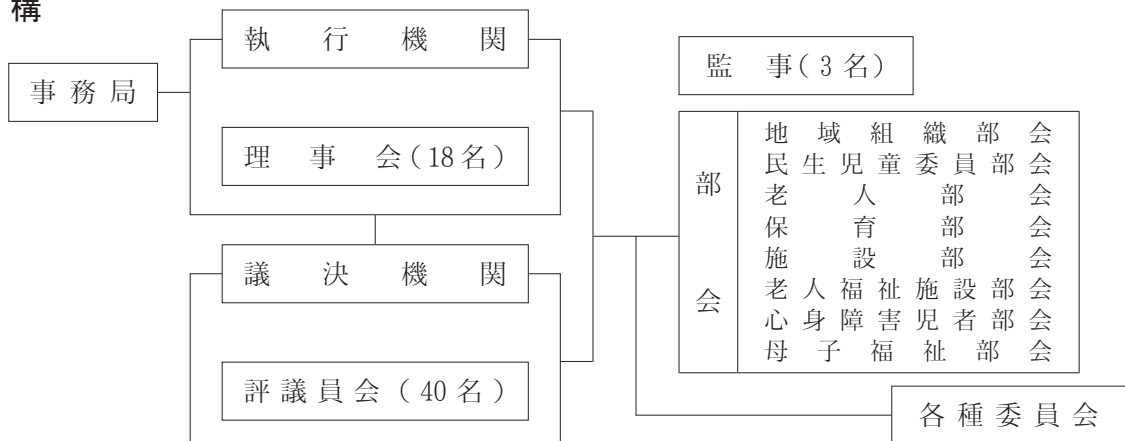 構
執行機関
事務局
理事会(18名)
議決機関
評議員会(40名)
監事(3名)
部会
地域組織部会
民生児童委員部会
老人部会
保育部会
施設部会
老人福祉施設部会
心身障害児者部会
母子福祉部会
各種委員会